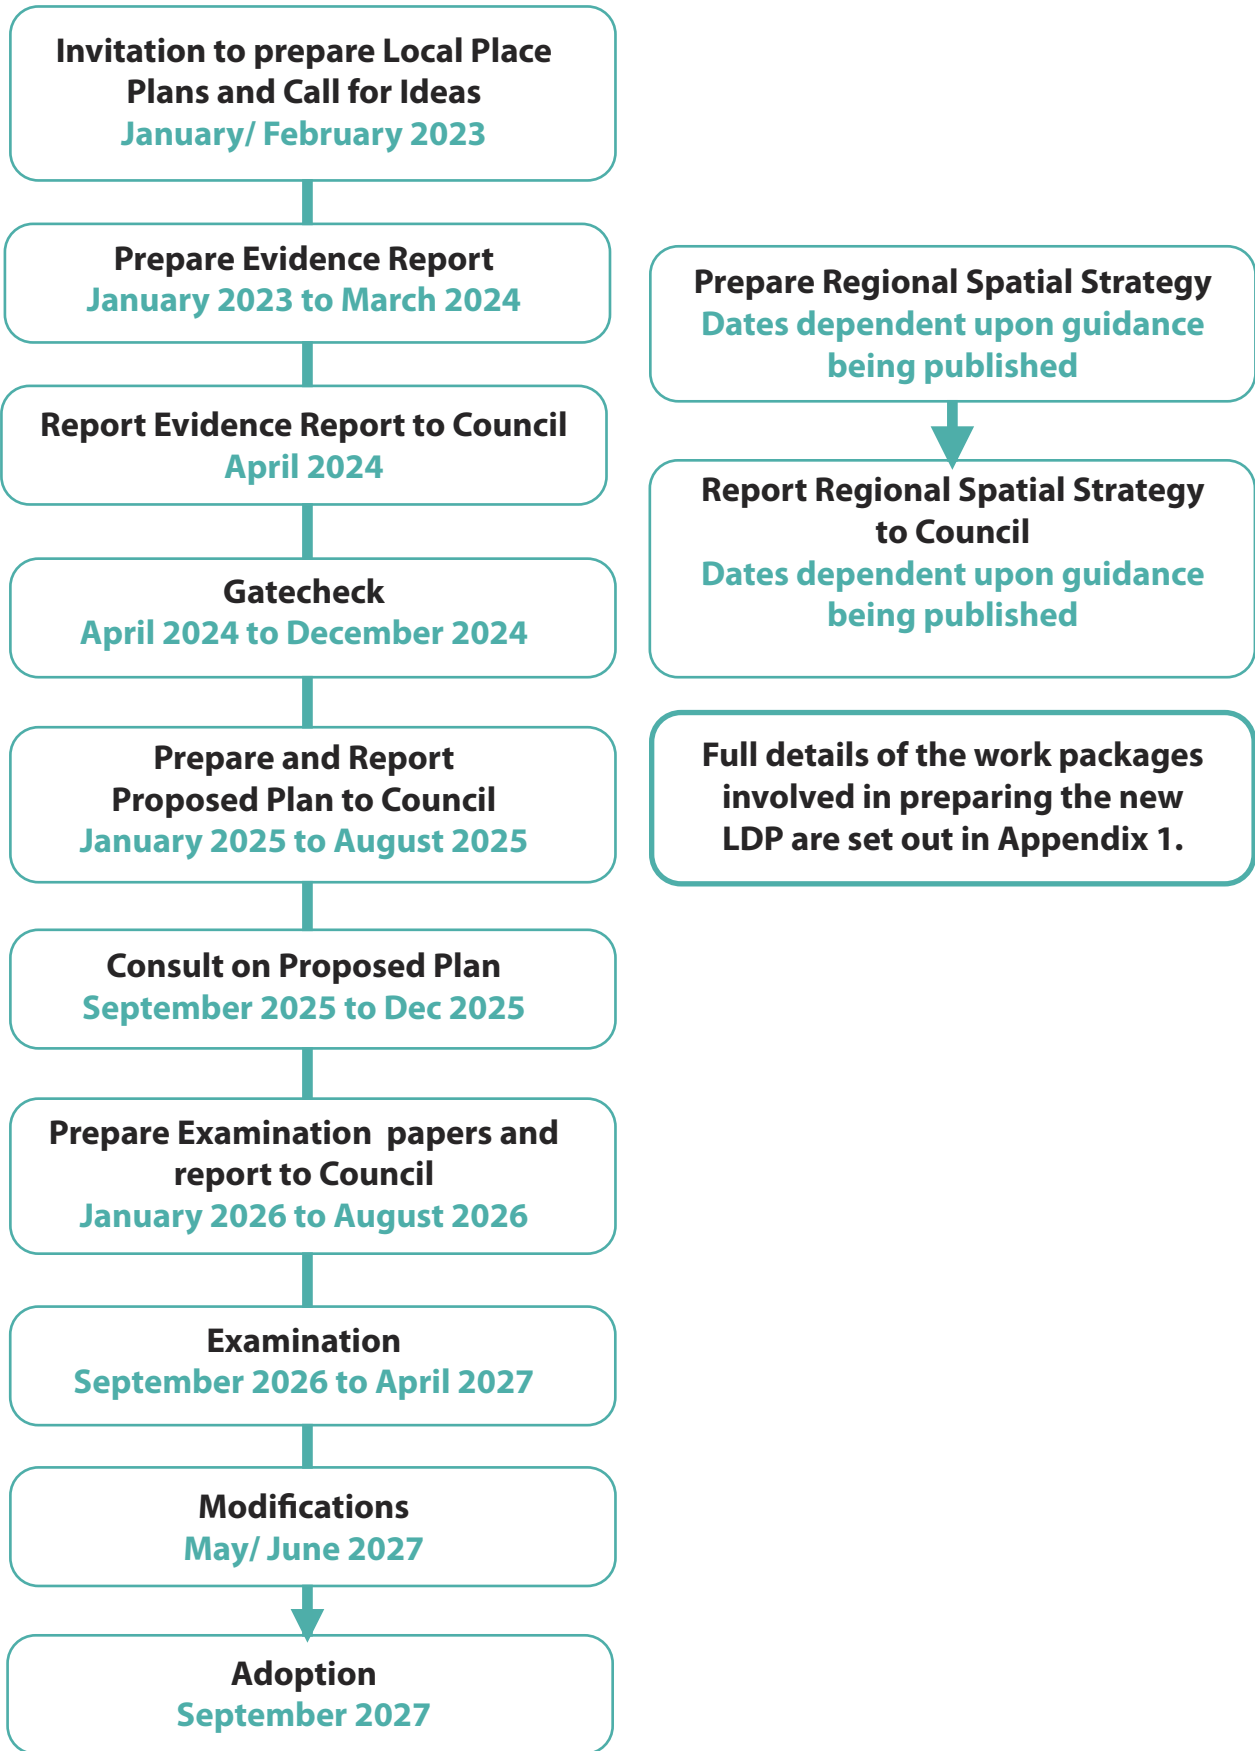 Invitation to prepare Local Place
Plans and Call for Ideas
January/ February 2023
Prepare Evidence Report
January 2023 to March 2024
Report Evidence Report to Council
April 2024
Gatecheck
April 2024 to December 2024
Prepare and Report
Proposed Plan to Council
January 2025 to August 2025
Consult on Proposed Plan
September 2025 to Dec 2025
Prepare Examination  papers and
report to Council
January 2026 to August 2026
Examination
September 2026 to April 2027
Modifications
May/ June 2027
Adoption
September 2027
Prepare Regional Spatial Strategy
Dates dependent upon guidance
being published
Report Regional Spatial Strategy
to Council
Dates dependent upon guidance
being published
Full details of the work packages
involved in preparing the new
LDP are set out in Appendix 1.